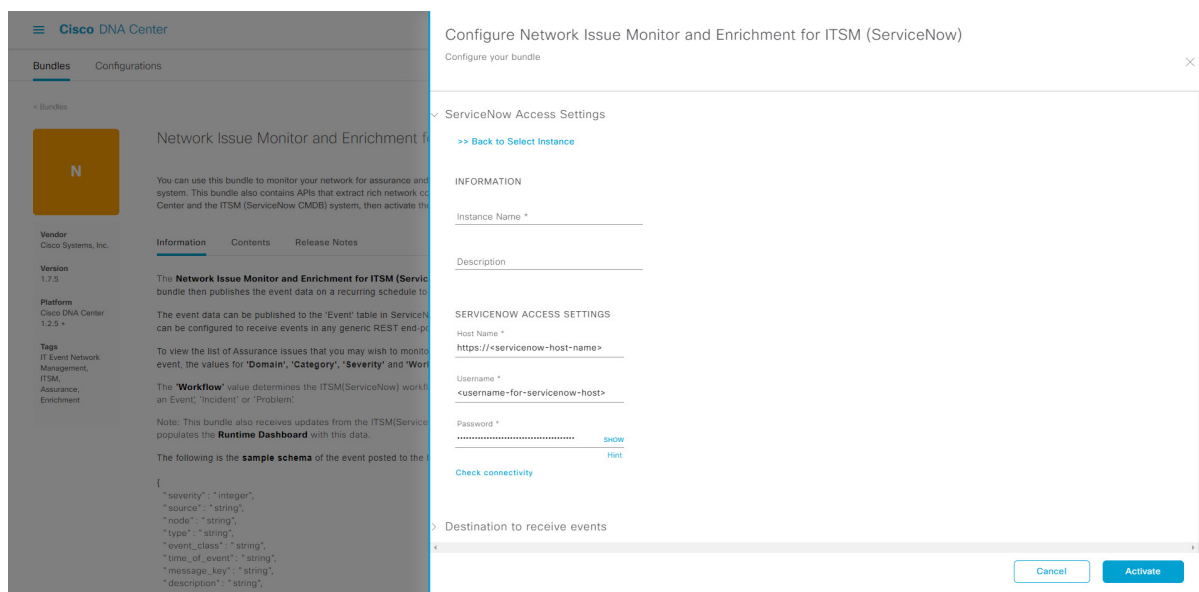 Cisco DNA Center
Bundles Configurations
< Bundles
N
Vendor
Cisco Systems, Inc.
Version
1.7.5
Platform
Cisco DNA Center
1.2.5 +
Tags
IT Event Network
Management,
ITSM,
Assurance,
Enrichment
Network Issue Monitor and Enrichment f
You can use this bundle to monitor your network for assurance and
system. This bundle also contains APIs that extract rich network co
Center and the ITSM (ServiceNow CMDB) system, then activate the
Information Contents Release Notes
The Network Issue Monitor and Enrichment for ITSM (Servic
bundle then publishes the event data on a recurring schedule to
The event data can be published to the 'Event' table in ServiceN
can be configured to receive events in any generic REST end-po
To view the list of Assurance issues that you may wish to monito
event, the values for 'Domain', 'Category', 'Severity' and 'Worl
The 'Workflow' value determines the ITSM(ServiceNow) workfl
an Event', 'Incident' or 'Problem'.
Note: This bundle also receives updates from the ITSM(Service
populates the Runtime Dashboard with this data.
The following is the sample schema of the event posted to the I
{
"severity" : "integer",
"source" : "string",
"node" : "string",
"type" : "string",
"event_class" : "string",
"time_of_event" : "string",
"message_key" : "string",
"description" : "string",
Configure Network Issue Monitor and Enrichment for ITSM (ServiceNow)
Configure your bundle
ServiceNow Access Settings
>> Back to Select Instance
INFORMATION
Instance Name *
Description
SERVICENOW ACCESS SETTINGS
Host Name *
https://<servicenow-host-name>
Username *
<username-for-servicenow-host>
Password *
SHOW
Hint
Check connectivity
Destination to receive events
Cancel Activate